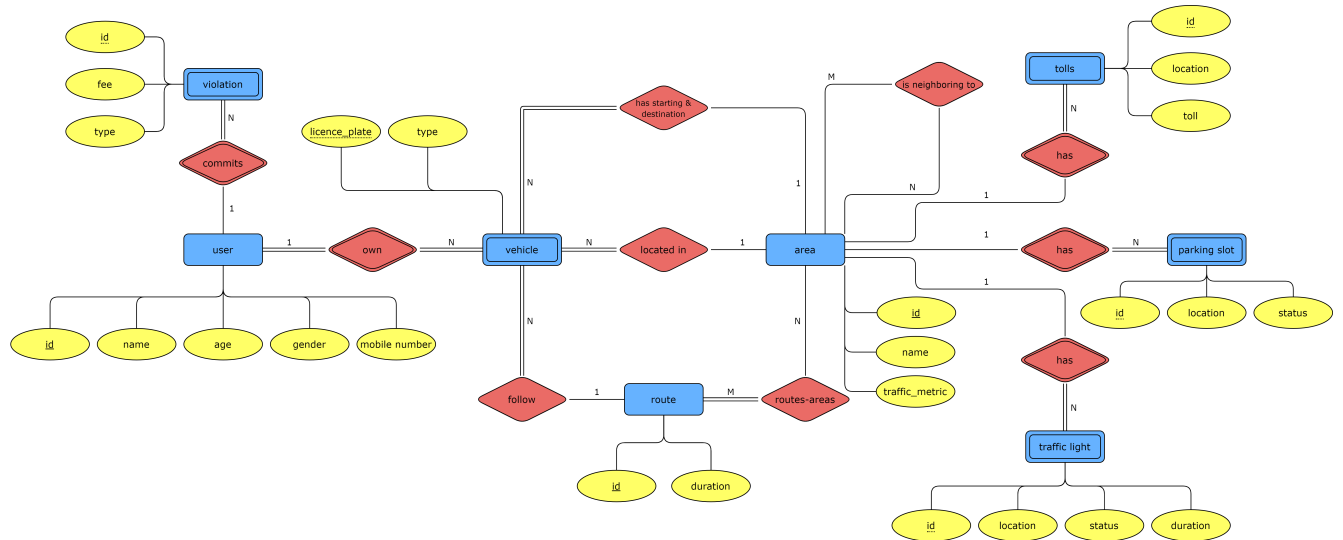 id
fee
type
violation
N
commits
1
user
id
name
age
gender
mobile number
1
own
N
licence_plate
type
vehicle
N
has starting &
destination
1
N
located in
1
area
M
is neighboring to
N
N
follow
1
route
id
duration
M
routes-areas
N
id
name
traffic_metric
1
has
N
tolls
id
location
toll
1
has
N
parking slot
id
location
status
1
has
N
traffic light
id
location
status
duration